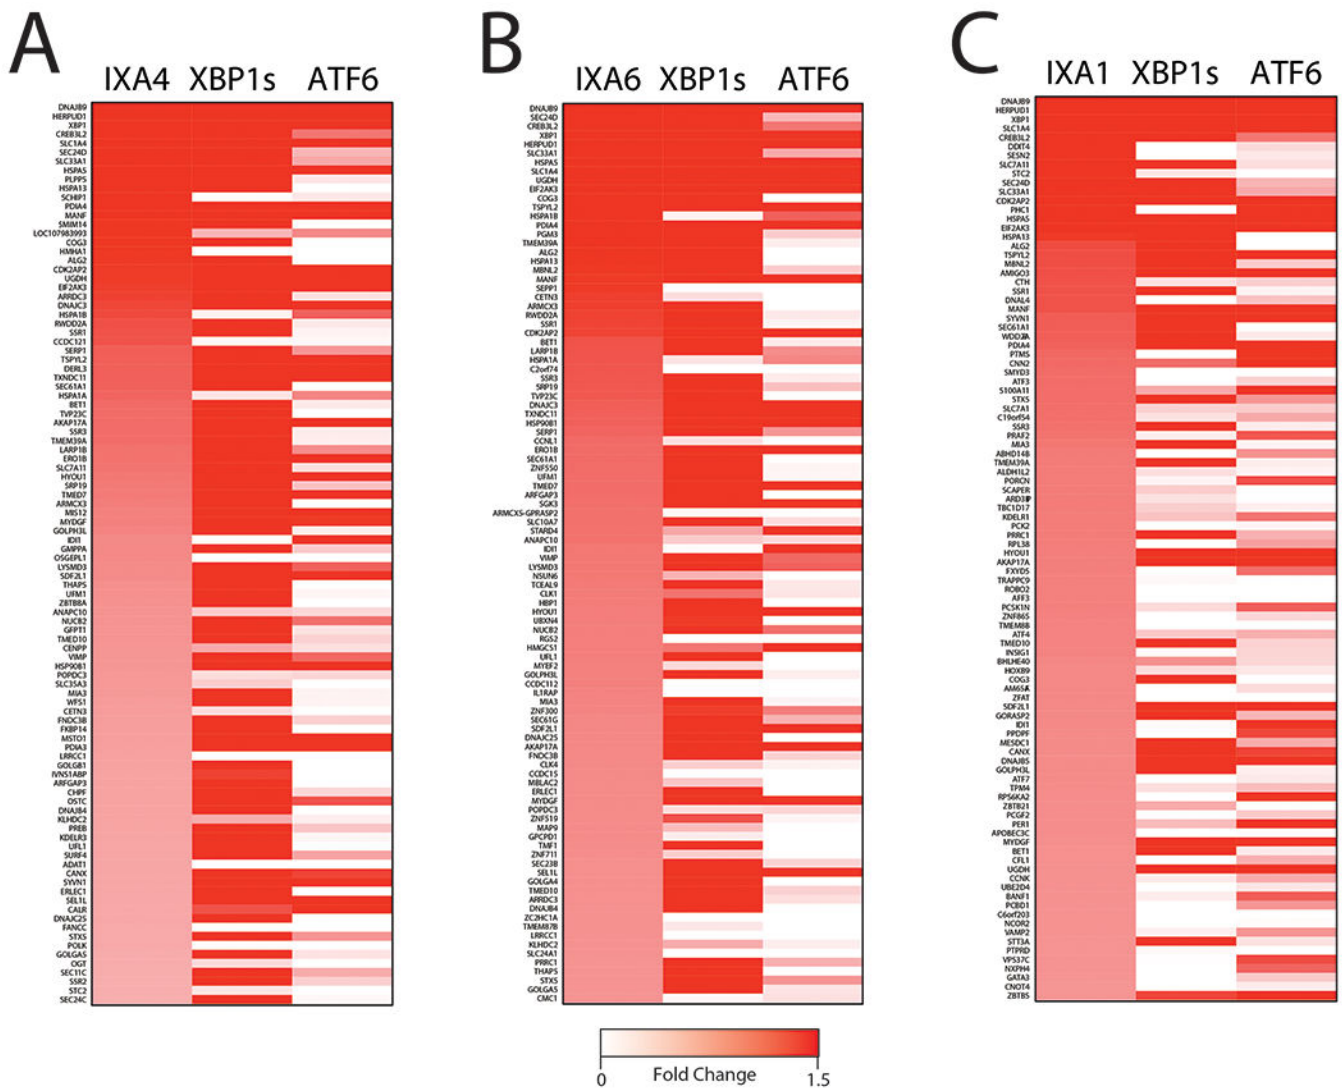 A
IXA4 XBP1s ATF6
DNAJB9
HERPUD1
XBP1
CREB3L2
SLC1A4
SEC24D
SLC33A1
HSPA5
PLPP5
HSPA13
SCHIP1
PDIA4
MANF
SMIM14
LOC107983993
COG3
HMHA1
ALG2
CDK2AP2
UGDH
EIF2AK3
ARRDC3
DNAJC3
HSPA1B
RWDD2A
SSR1
CCDC121
SERP1
TSPYL2
DERL3
TXNDC11
SEC61A1
HSPA1A
BET1
TVP23C
AKAP17A
SSR3
TMEM39A
LARP1B
ERO1B
SLC7A11
HYOU1
SRP19
TMED7
ARMCX3
MIS12
MYDGF
GOLPH3L
IDI1
GMPPA
OSGEPL1
LYSMD3
SDF2L1
THAP5
UFM1
ZBTB8A
ANAPC10
NUCB2
GFPT1
TMED10
CENPP
VIMP
HSP90B1
POPDC3
SLC35A3
MIA3
WFS1
CETN3
FNDC3B
FKBP14
MSTO1
PDIA3
LRRCC1
GOLGB1
IVNS1ABP
ARFGAP3
CHPF
OSTC
DNAJB4
KLHDC2
PREB
KDELR3
UFL1
SURF4
ADAT1
CANX
SYVN1
ERLEC1
SEL1L
CALR
DNAJC25
FANCC
STX5
POLK
GOLGA5
OGT
SEC11C
SSR2
STC2
SEC24C
B
IXA6 XBP1s ATF6
DNAJB9
SEC24D
CREB3L2
XBP1
HERPUD1
SLC33A1
HSPA5
SLC1A4
UGDH
EIF2AK3
COG3
TSPYL2
HSPA1B
PDIA4
PGM3
TMEM39A
ALG2
HSPA13
MBNL2
MANF
SEPP1
CETN3
ARMCX3
RWDD2A
SSR1
CDK2AP2
BET1
LARP1B
HSPA1A
C2orf74
SSR3
SRP19
TVP23C
DNAJC3
TXNDC11
HSP90B1
SERP1
CCNL1
ERO1B
SEC61A1
ZNF550
UFM1
TMED7
ARFGAP3
SGK3
ARMCX5-GPRASP2
SLC10A7
STARD4
ANAPC10
IDI1
VIMP
LYSMD3
NSUN6
TCEAL9
CLK1
HBP1
HYOU1
UBXN4
NUCB2
RGS2
HMGCS1
UFL1
MYEF2
GOLPH3L
CCDC112
IL1RAP
MIA3
ZNF300
SEC61G
SDF2L1
DNAJC25
AKAP17A
FNDC3B
CLK4
CCDC15
MBLAC2
ERLEC1
MYDGF
POPDC3
ZNF519
MAP9
GPCPD1
TMF1
ZNF711
SEC23B
SEL1L
GOLGA4
TMED10
ARRDC3
DNAJB4
ZC2HC1A
TMEM87B
LRRCC1
KLHDC2
SLC24A1
PRRC1
THAP5
STX5
GOLGA5
CMC1
C
IXA1 XBP1s ATF6
DNAJB9
HERPUD1
XBP1
SLC1A4
CREB3L2
DDIT4
SESN2
SLC7A11
STC2
SEC24D
SLC33A1
CDK2AP2
PHC1
HSPA5
EIF2AK3
HSPA13
ALG2
TSPYL2
MBNL2
AMIGO3
CTH
SSR1
DNAL4
MANF
SYVN1
SEC61A1
WDD2A
PDIA4
PTMS
CNN2
SMYD3
ATF3
S100A11
STX5
SLC7A1
C19orf54
SSR3
PRAF2
MIA3
ABHD14B
TMEM39A
ALDH1L2
PORCN
SCAPER
TBC1D17
KDELR1
PCK2
PRRC1
RPL38
HYOU1
AKAP17A
FXYD5
TRAPPC9
ROBO2
AFF3
PCSK1N
ZNF865
TMEM8B
ATF4
TMED10
INSIG1
BHLHE40
HOXB9
COG3
ZFAT
SDF2L1
GORASP2
IDI1
PPDPF
MESDC1
CANX
DNAJB5
GOLPH3L
ATF7
TPM4
RPS6KA2
ZBTB21
PCGF2
PER1
APOBEC3C
MYDGF
BET1
CFL1
UGDH
CCNK
UBE2D4
BANF1
PCBD1
C6orf203
NCOR2
VAMP2
STT3A
PTPRD
VPS37C
NXPH4
GATA3
CNOT4
ZBTB5
0 Fold Change 1.5